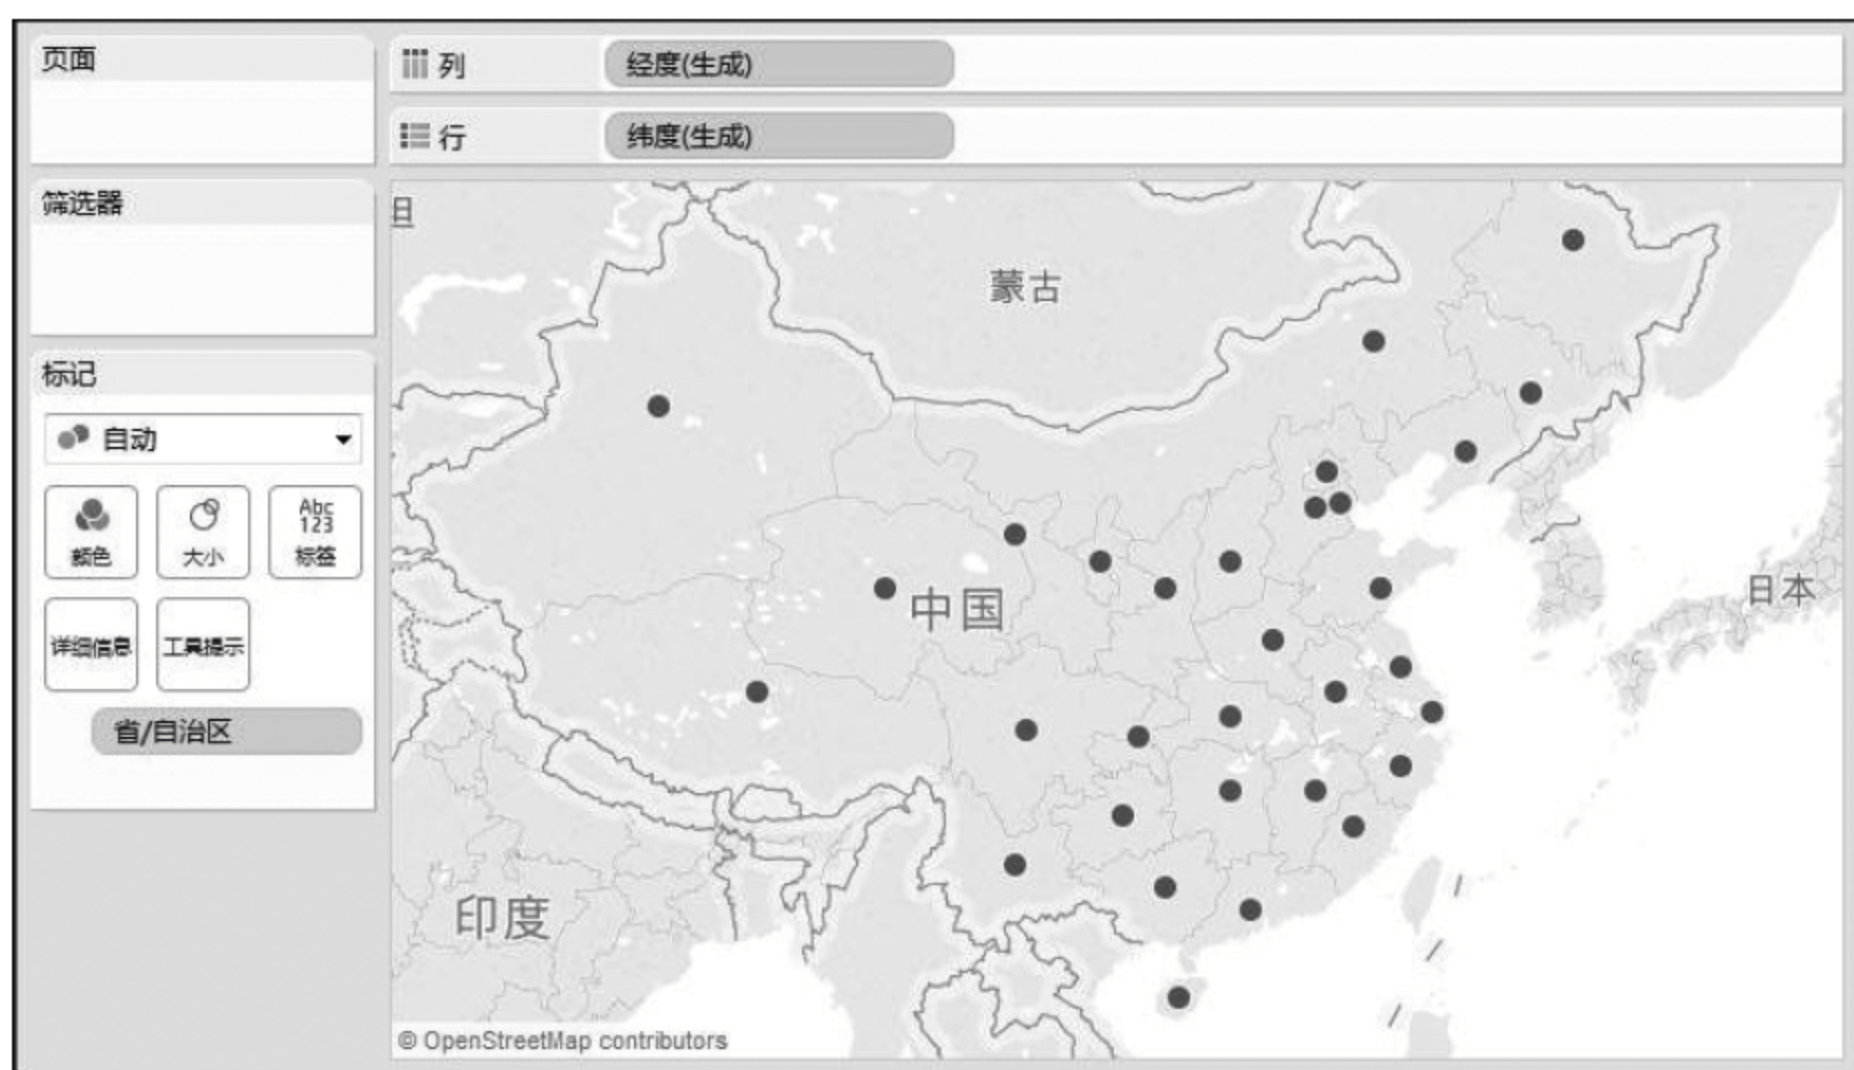 页面
列
经度(生成)
行
纬度(生成)
筛选器
标记
自动
颜色
大小
Abc
123
标签
详细信息
工具提示
省/自治区
旦
蒙古
中国
日本
印度
© OpenStreetMap contributors